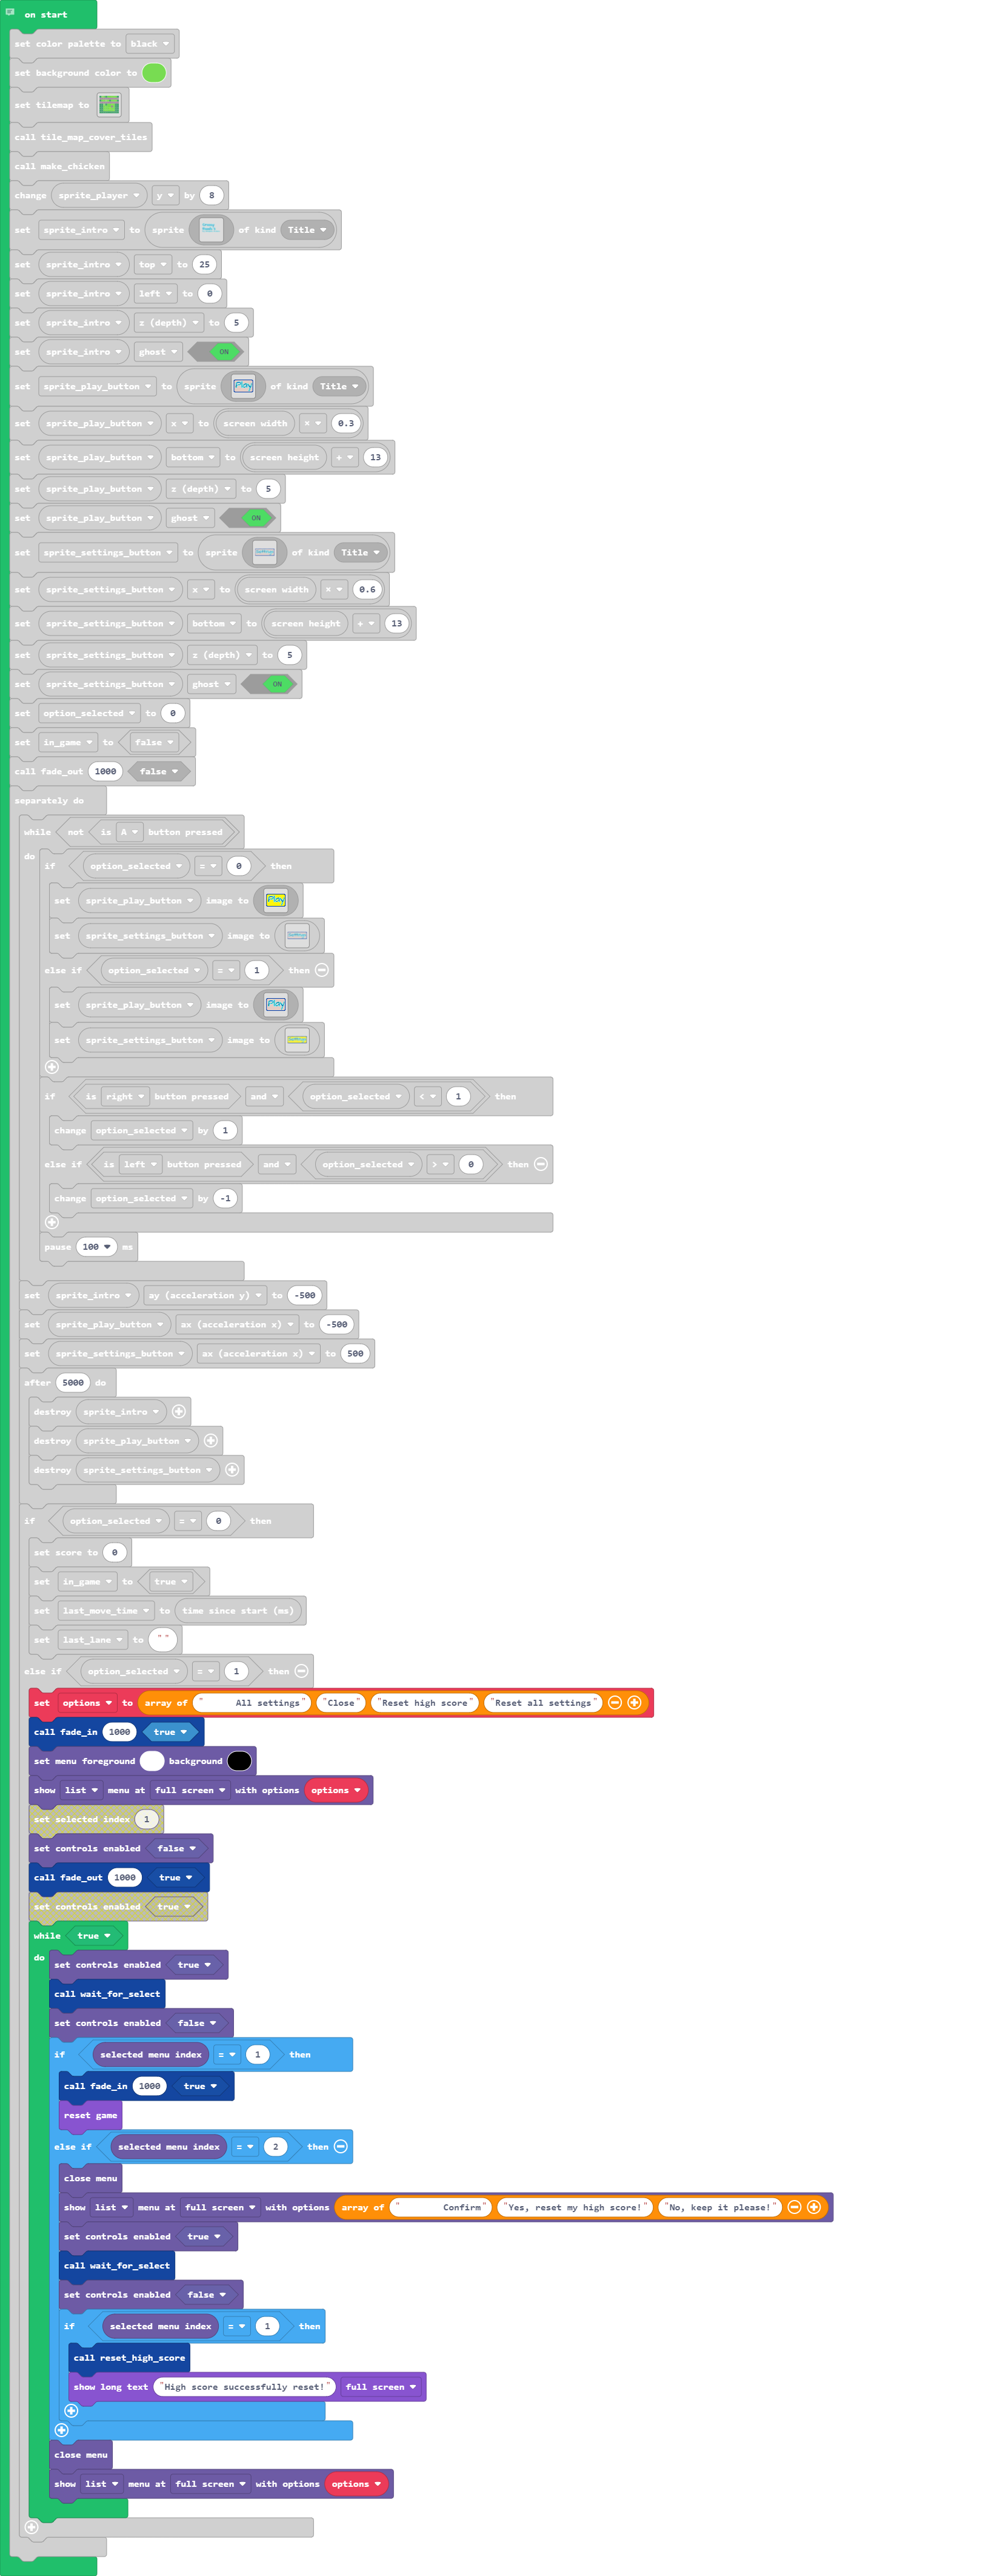 on start
set color palette to black
set background color to
set tilemap to
call tile_map_cover_tiles
call make_chicken
change sprite_player y by 8
set sprite_intro to sprite of kind Title
set sprite_intro top to 25
set sprite_intro left to 0
set sprite_intro z (depth) to 5
set sprite_intro ghost ON
set sprite_play_button to sprite Play of kind Title
set sprite_play_button x to screen width × 0.3
set sprite_play_button bottom to screen height + 13
set sprite_play_button z (depth) to 5
set sprite_play_button ghost ON
set sprite_settings_button to sprite Settings of kind Title
set sprite_settings_button x to screen width × 0.6
set sprite_settings_button bottom to screen height + 13
set sprite_settings_button z (depth) to 5
set sprite_settings_button ghost ON
set option_selected to 0
set in_game to false
call fade_out 1000 false
separately do
while not is A button pressed
do
if option_selected = 0 then
set sprite_play_button image to Play
set sprite_settings_button image to Settings
else if option_selected = 1 then
set sprite_play_button image to Play
set sprite_settings_button image to Settings
if is right button pressed and option_selected < 1 then
change option_selected by 1
else if is left button pressed and option_selected > 0 then
change option_selected by -1
pause 100 ms
set sprite_intro ay (acceleration y) to -500
set sprite_play_button ax (acceleration x) to -500
set sprite_settings_button ax (acceleration x) to 500
after 5000 do
destroy sprite_intro
destroy sprite_play_button
destroy sprite_settings_button
if option_selected = 0 then
set score to 0
set in_game to true
set last_move_time to time since start (ms)
set last_lane to " "
else if option_selected = 1 then
set options to array of " All settings" "Close" "Reset high score" "Reset all settings"
call fade_in 1000 true
set menu foreground background
show list menu at full screen with options options
set selected index 1
set controls enabled false
call fade_out 1000 true
set controls enabled true
while true
do
set controls enabled true
call wait_for_select
set controls enabled false
if selected menu index = 1 then
call fade_in 1000 true
reset game
else if selected menu index = 2 then
close menu
show list menu at full screen with options array of " Confirm" "Yes, reset my high score!" "No, keep it please!"
set controls enabled true
call wait_for_select
set controls enabled false
if selected menu index = 1 then
call reset_high_score
show long text "High score successfully reset!" full screen
close menu
show list menu at full screen with options options